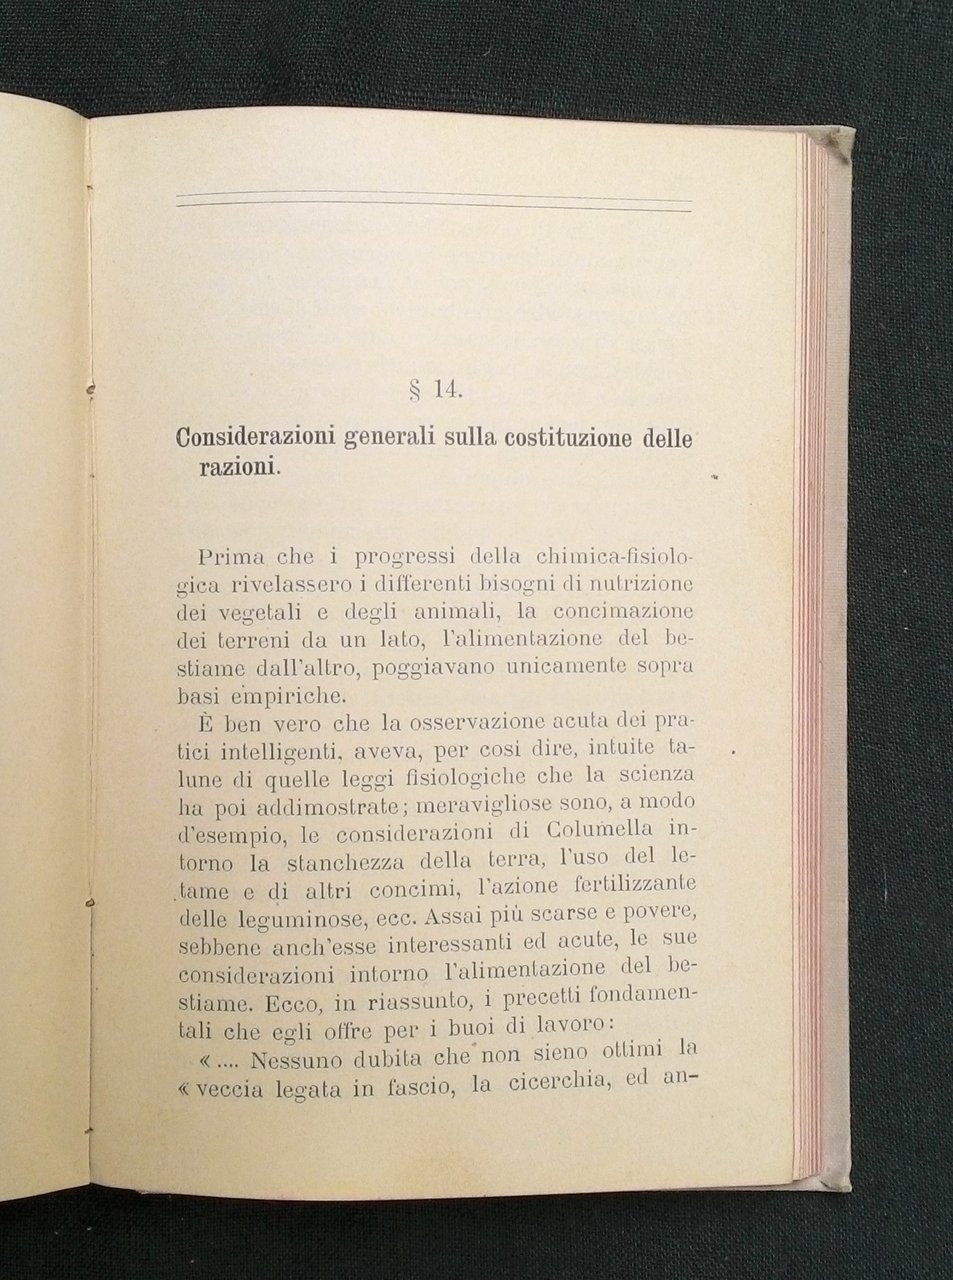 § 14.
Considerazioni generali sulla costituzione delle
razioni.
Prima che i progressi della chimica-fisiolo-
gica rivelassero i differenti bisogni di nutrizione
dei vegetali e degli animali, la concimazione
dei terreni da un lato, l'alimentazione del be-
stiame dall'altro, poggiavano unicamente sopra
basi empiriche.
È ben vero che la osservazione acuta dei pra-
tici intelligenti, aveva, per cosi dire, intuite ta-
lune di quelle leggi fisiologiche che la scienza
ha poi addimostrate; meravigliose sono, a modo
d'esempio, le considerazioni di Columella in-
torno la stanchezza della terra, l'uso del le-
tame e di altri concimi, l'azione fertilizzante
delle leguminose, ecc. Assai più scarse e povere,
sebbene anch'esse interessanti ed acute, le sue
considerazioni intorno l'alimentazione del be-
stiame. Ecco, in riassunto, i precetti fondamen-
tali che egli offre per i buoi di lavoro:
« .... Nessuno dubita che non sieno ottimi la
« veccia legata in fascio, la cicerchia, ed an-